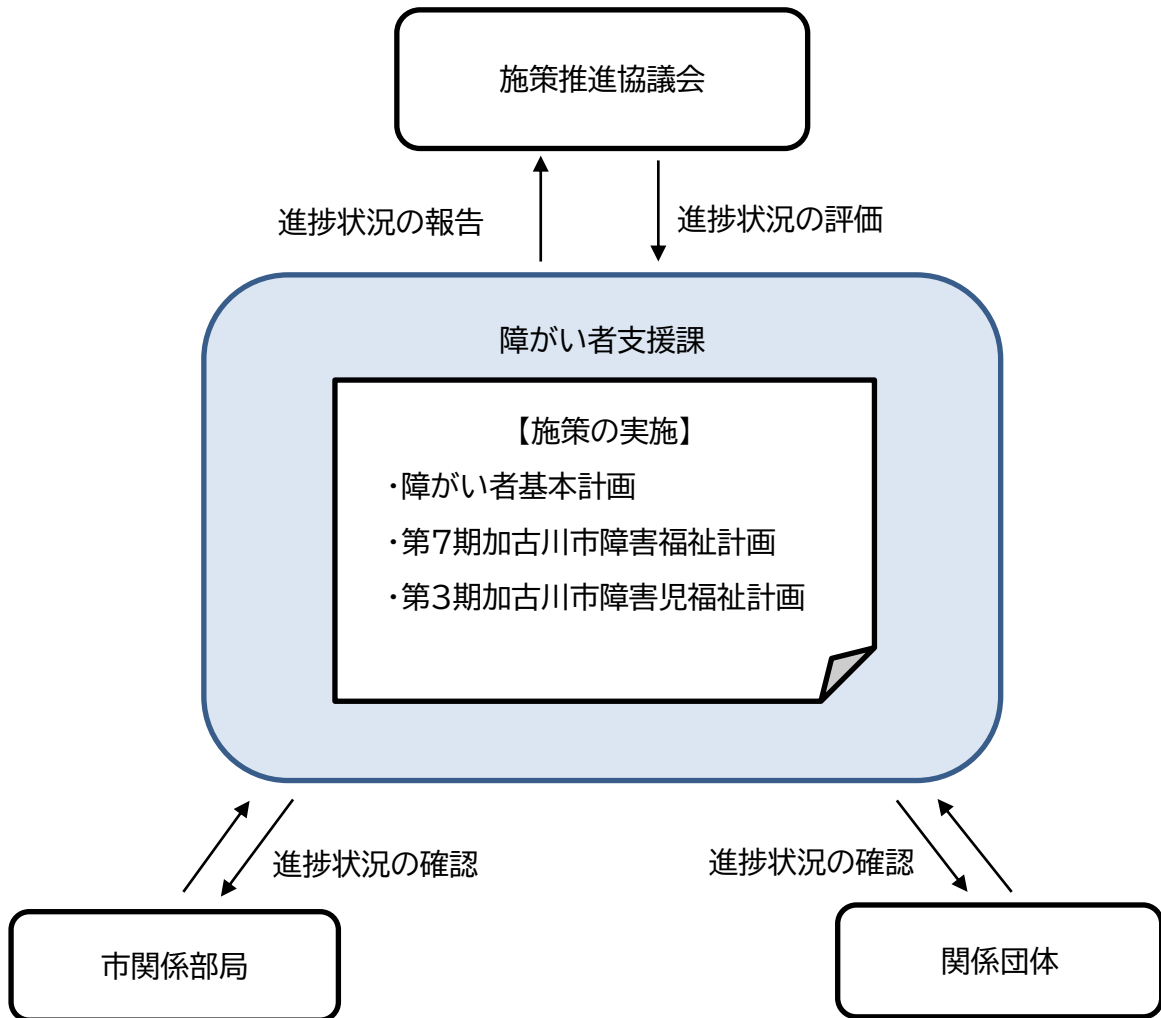 施策推進協議会
進捗状況の報告
進捗状況の評価
障がい者支援課
【施策の実施】
・障がい者基本計画
・第7期加古川市障害福祉計画
・第3期加古川市障害児福祉計画
進捗状況の確認
進捗状況の確認
市関係部局
関係団体